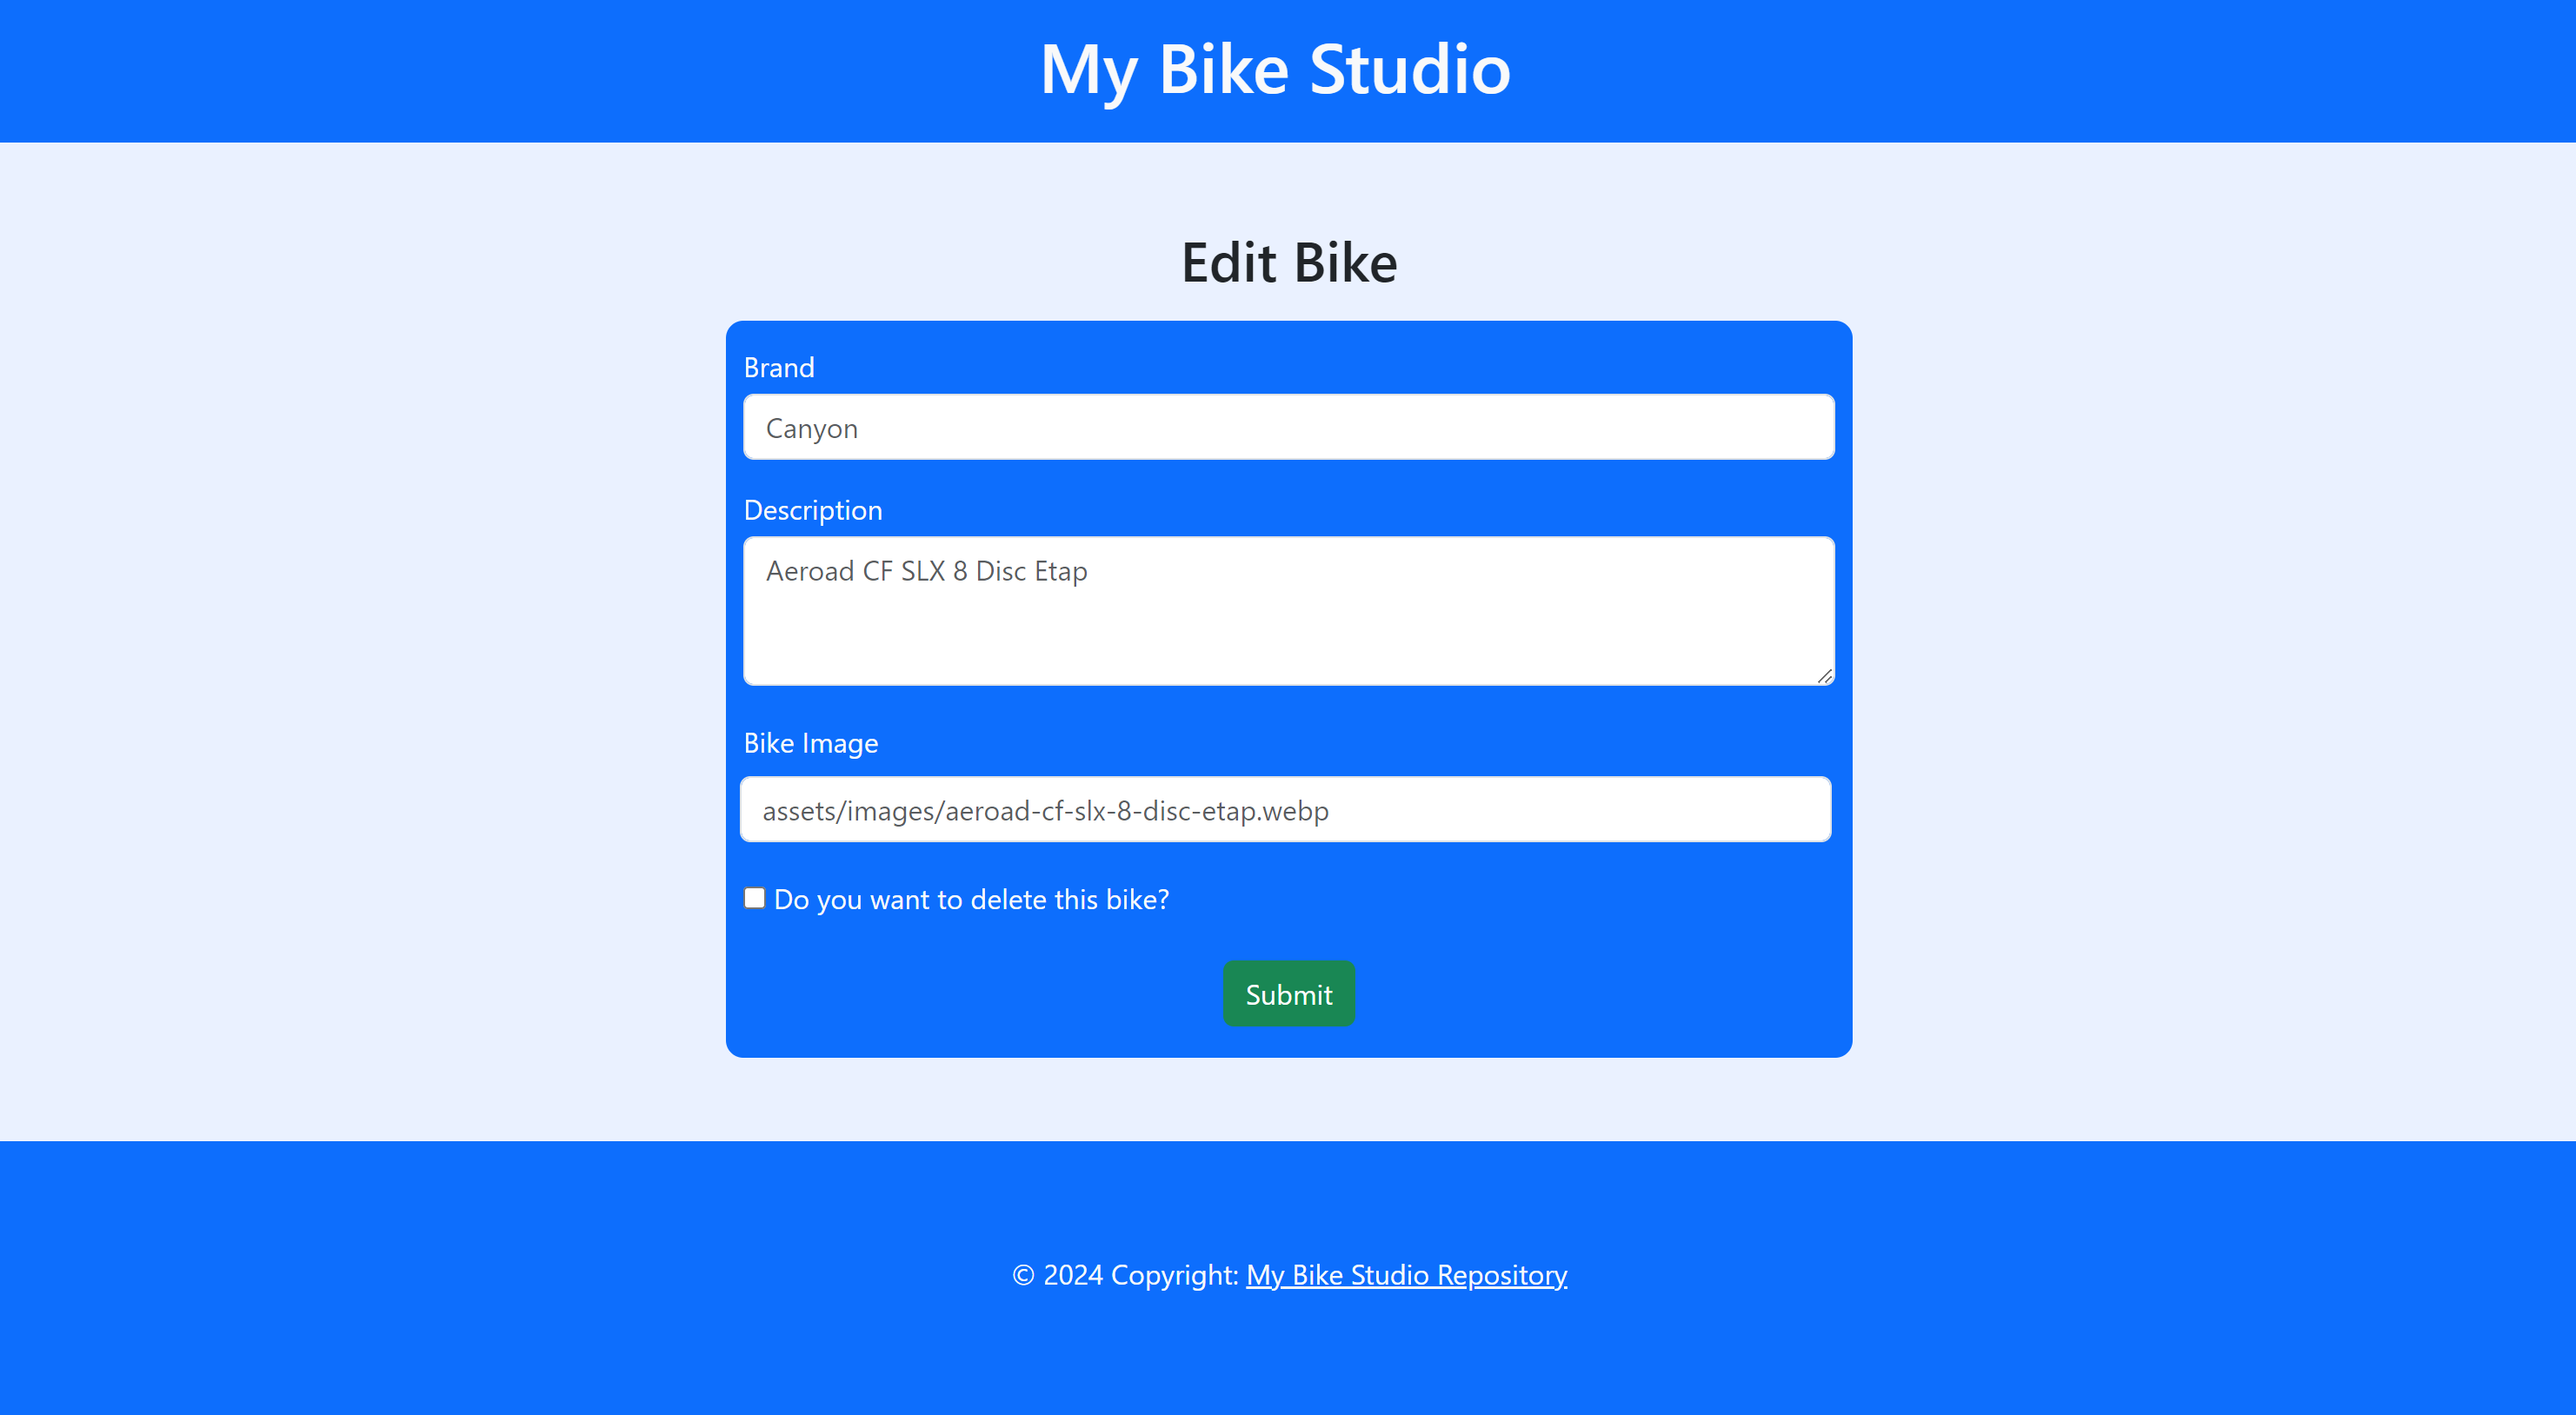 My Bike Studio
Edit Bike
Brand
Canyon
Description
Aeroad CF SLX 8 Disc Etap
Bike Image
assets/images/aeroad-cf-slx-8-disc-etap.webp
Do you want to delete this bike?
Submit
© 2024 Copyright: My Bike Studio Repository